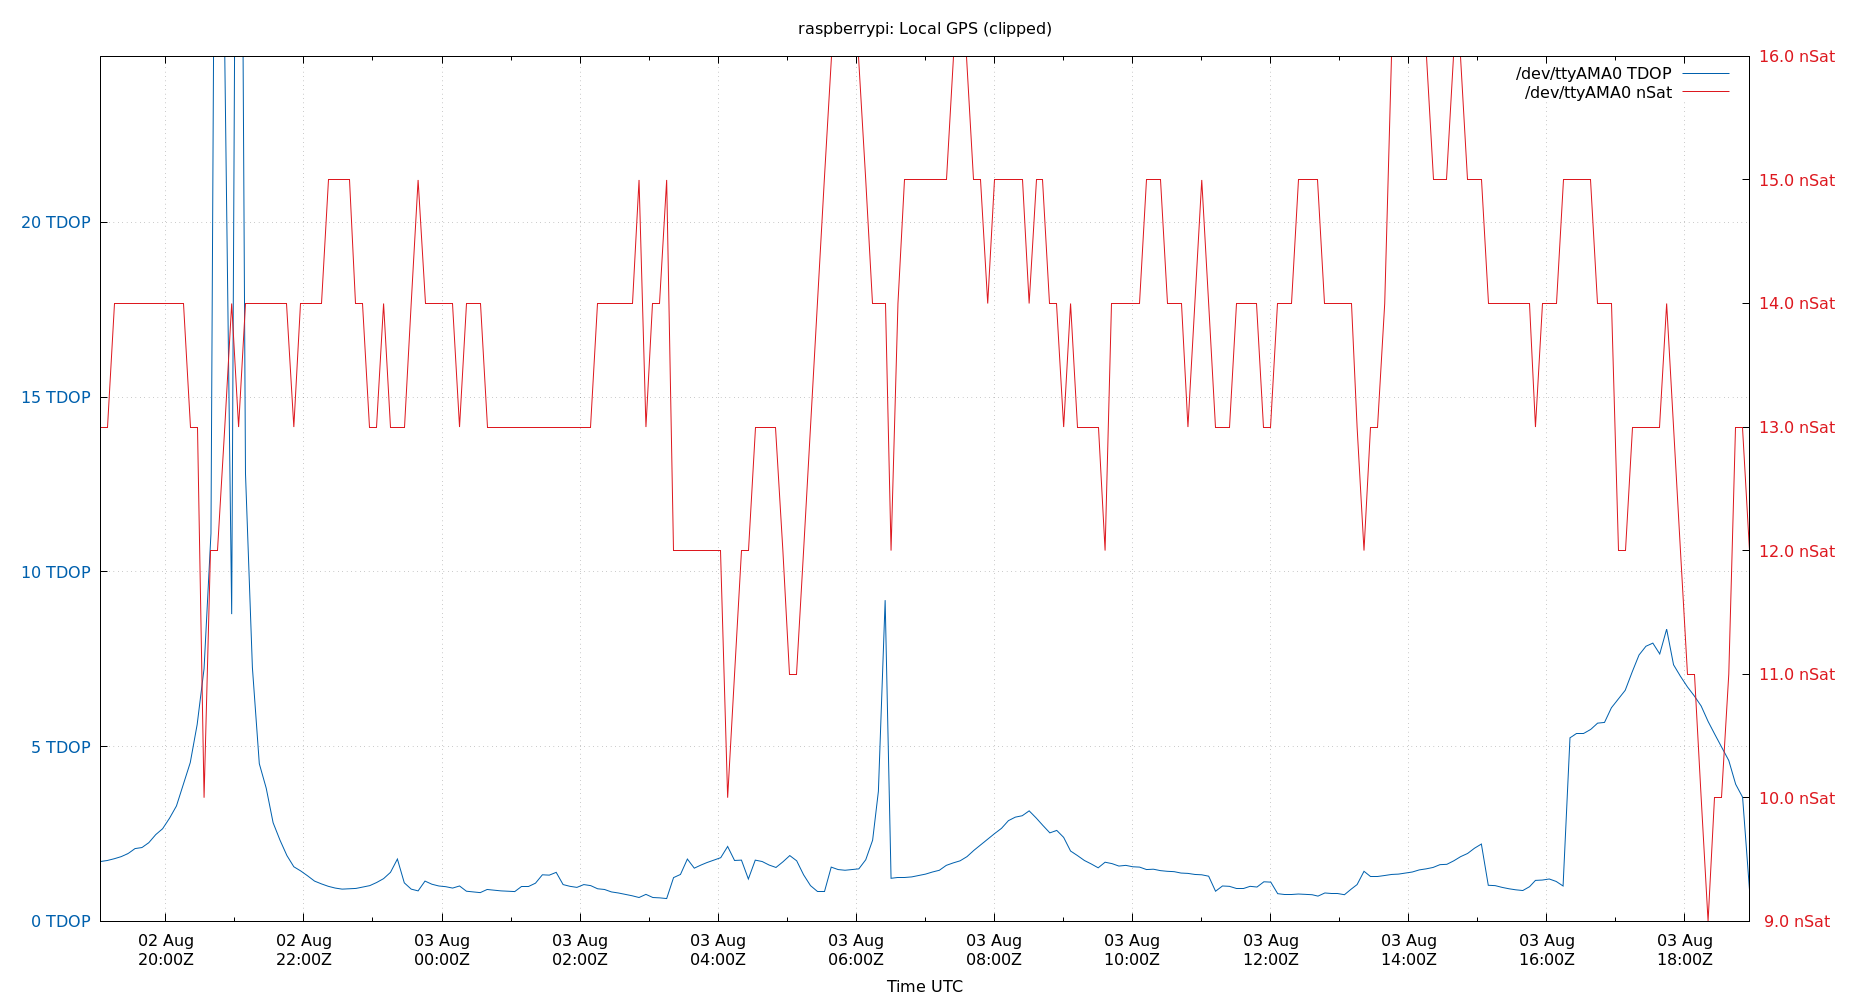 raspberrypi: Local GPS (clipped)
/dev/ttyAMA0 TDOP
/dev/ttyAMA0 nSat
20 TDOP
15 TDOP
10 TDOP
5 TDOP
0 TDOP
16.0 nSat
15.0 nSat
14.0 nSat
13.0 nSat
12.0 nSat
11.0 nSat
10.0 nSat
9.0 nSat
02 Aug 02 Aug 03 Aug 03 Aug 03 Aug 03 Aug 03 Aug 03 Aug 03 Aug 03 Aug 03 Aug 03 Aug
20:00Z 22:00Z 00:00Z 02:00Z 04:00Z 06:00Z 08:00Z 10:00Z 12:00Z 14:00Z 16:00Z 18:00Z
Time UTC